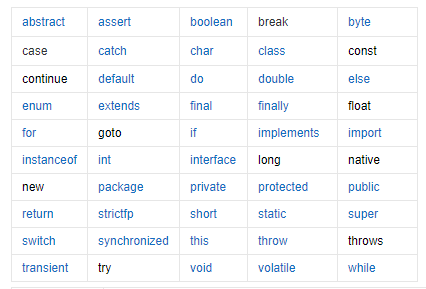 abstract assert boolean break byte
case catch char class const
continue default do double else
enum extends final finally float
for goto if implements import
instanceof int interface long native
new package private protected public
return strictfp short static super
switch synchronized this throw throws
transient try void volatile while